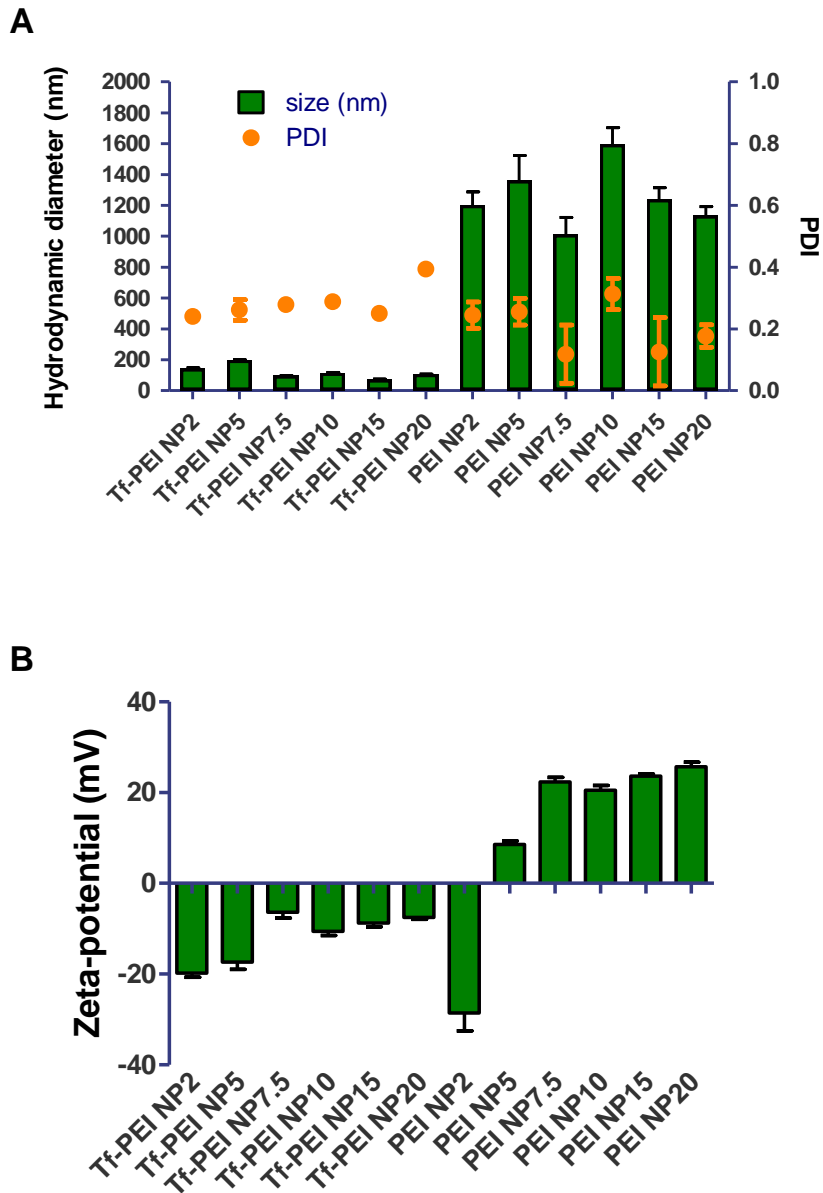 A
Hydrodynamic diameter (nm)
2000
1800
1600
1400
1200
1000
800
600
400
200
0
size (nm)
PDI
1.0
0.8
0.6
0.4
0.2
0.0
PDI
Tf-PEI NP2
Tf-PEI NP5
Tf-PEI NP7.5
Tf-PEI NP10
Tf-PEI NP15
Tf-PEI NP20
PEI NP2
PEI NP5
PEI NP7.5
PEI NP10
PEI NP15
PEI NP20
B
Zeta-potential (mV)
40
20
0
-20
-40
Tf-PEI NP2
Tf-PEI NP5
Tf-PEI NP7.5
Tf-PEI NP10
Tf-PEI NP15
Tf-PEI NP20
PEI NP2
PEI NP5
PEI NP7.5
PEI NP10
PEI NP15
PEI NP20